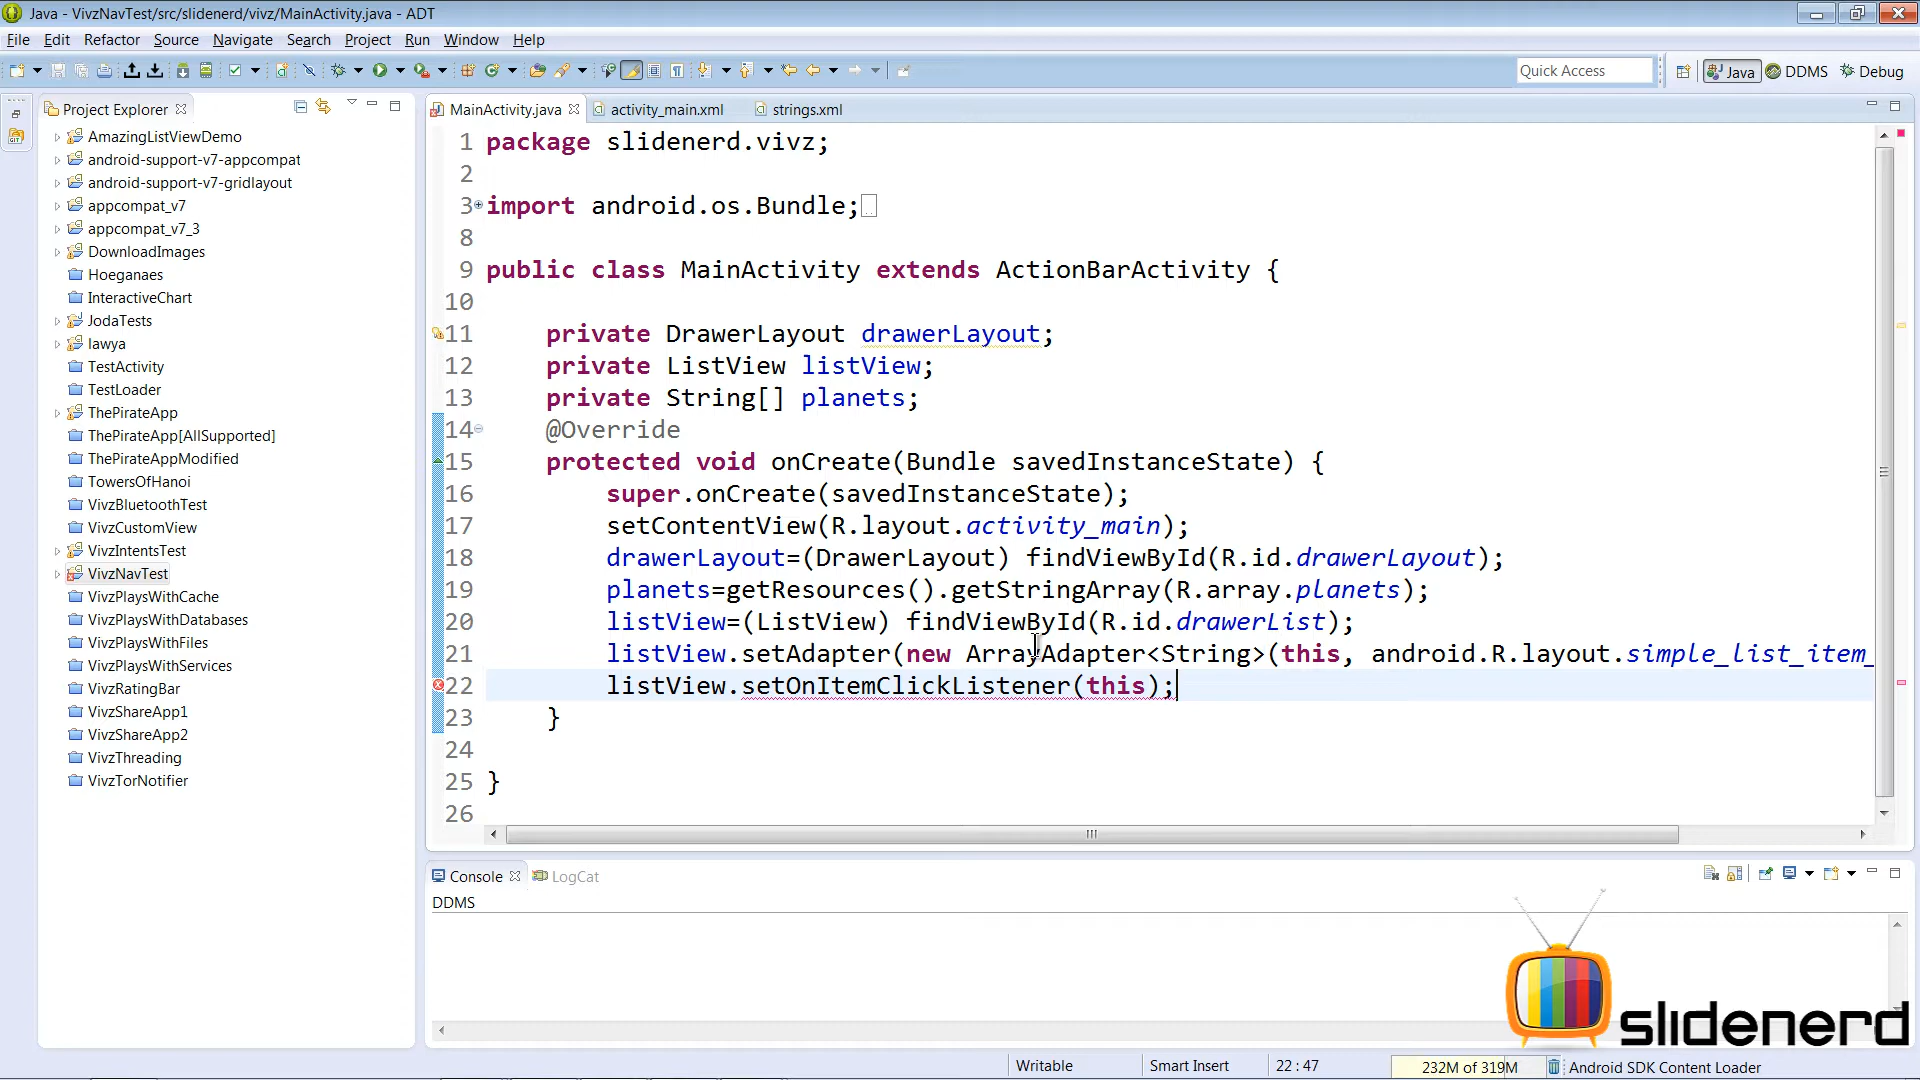 Java - VivzNavTest/src/slidenerd/vivz/MainActivity.java - ADT
File Edit Refactor Source Navigate Search Project Run Window Help
Quick Access Java DDMS Debug
Project Explorer
AmazingListViewDemo
android-support-v7-appcompat
android-support-v7-gridlayout
appcompat_v7
appcompat_v7_3
DownloadImages
Hoeganaes
InteractiveChart
JodaTests
lawya
TestActivity
TestLoader
ThePirateApp
ThePirateApp[AllSupported]
ThePirateAppModified
TowersOfHanoi
VivzBluetoothTest
VivzCustomView
VivzIntentsTest
VivzNavTest
VivzPlaysWithCache
VivzPlaysWithDatabases
VivzPlaysWithFiles
VivzPlaysWithServices
VivzRatingBar
VivzShareApp1
VivzShareApp2
VivzThreading
VivzTorNotifier
MainActivity.java activity_main.xml strings.xml
1 package slidenerd.vivz;
2
3 import android.os.Bundle;
8
9 public class MainActivity extends ActionBarActivity {
10
11 private DrawerLayout drawerLayout;
12 private ListView listView;
13 private String[] planets;
14 @Override
15 protected void onCreate(Bundle savedInstanceState) {
16 super.onCreate(savedInstanceState);
17 setContentView(R.layout.activity_main);
18 drawerLayout=(DrawerLayout) findViewById(R.id.drawerLayout);
19 planets=getResources().getStringArray(R.array.planets);
20 listView=(ListView) findViewById(R.id.drawerList);
21 listView.setAdapter(new ArrayAdapter<String>(this, android.R.layout.simple_list_item_
22 listView.setOnItemClickListener(this);
23 }
24
25 }
26
Console LogCat
DDMS
slidenerd
Writable Smart Insert 22 : 47 232M of 319M Android SDK Content Loader